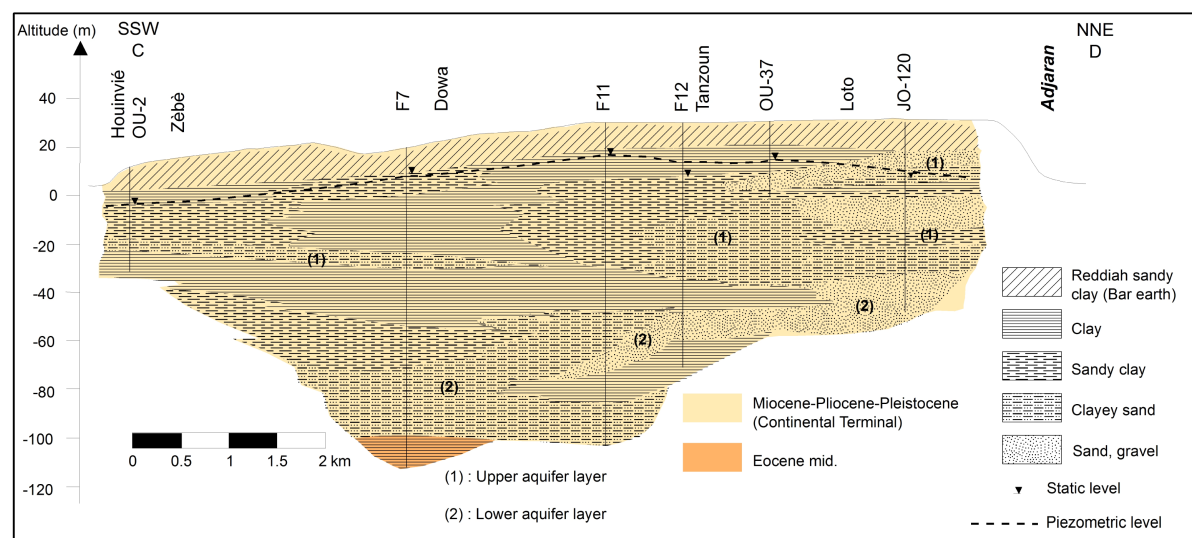 Altitude (m)
SSW
C
NNE
D
Houinvié
OU-2
Zèbè
F7
Dowa
F11
F12
Tanzoun
OU-37
Loto
JO-120
Adjaran
40
20
0
-20
-40
-60
-80
-100
-120
(1)
(1)
(1)
(1)
(2)
(2)
(2)
0 0.5 1 1.5 2 km
(1) : Upper aquifer layer
(2) : Lower aquifer layer
Miocene-Pliocene-Pleistocene
(Continental Terminal)
Eocene mid.
Reddiah sandy
clay (Bar earth)
Clay
Sandy clay
Clayey sand
Sand, gravel
Static level
Piezometric level